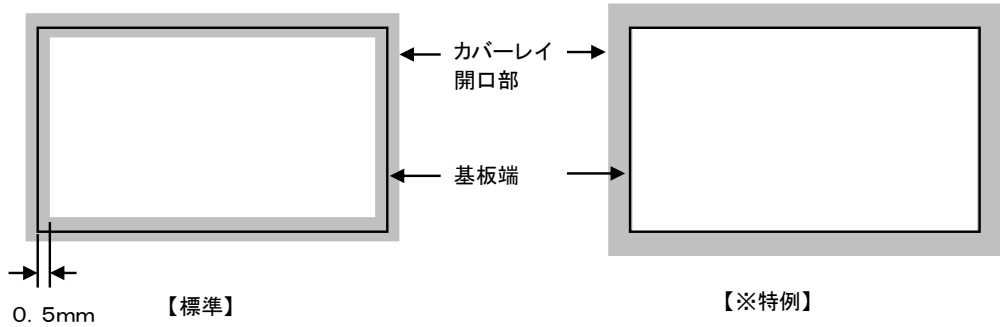 カバーレイ
開口部
基板端
0. 5mm
【標準】
【※特例】